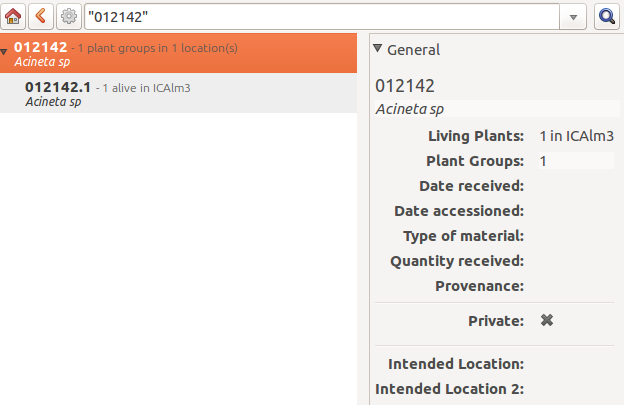 "012142"
012142 - 1 plant groups in 1 location(s)
Acineta sp
012142.1 - 1 alive in ICAlm3
Acineta sp
General
012142
Acineta sp
Living Plants: 1 in ICAlm3
Plant Groups: 1
Date received:
Date accessioned:
Type of material:
Quantity received:
Provenance:
Private:
Intended Location:
Intended Location 2: